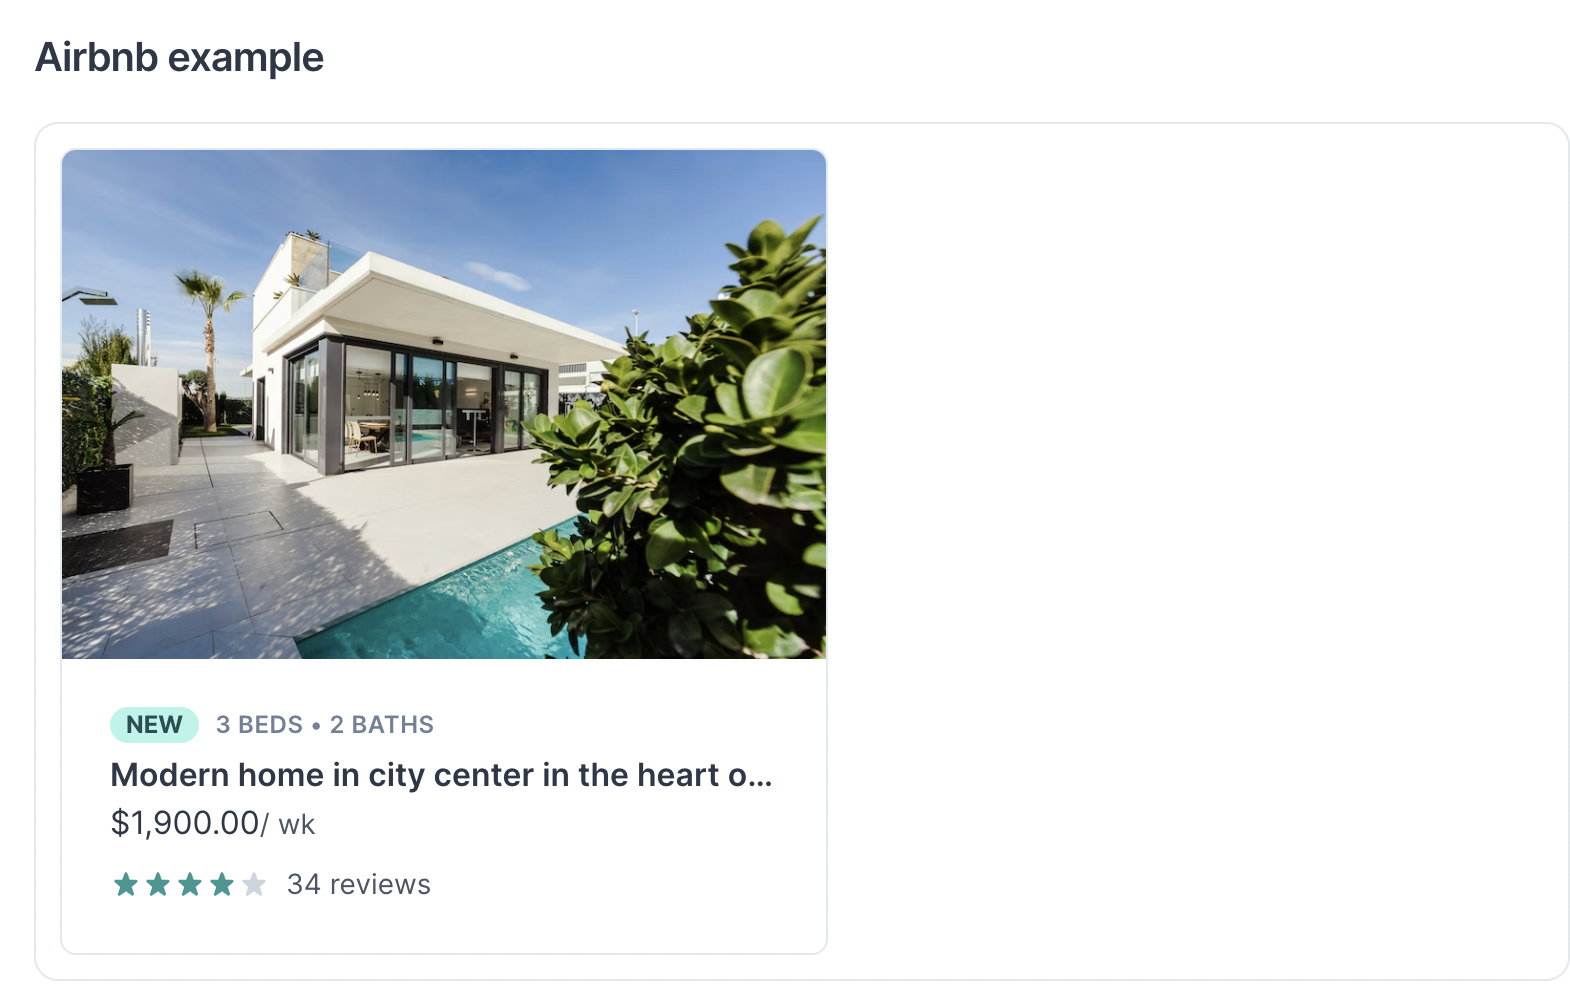 Airbnb example
NEW 3 BEDS • 2 BATHS
Modern home in city center in the heart o...
$1,900.00/ wk
34 reviews